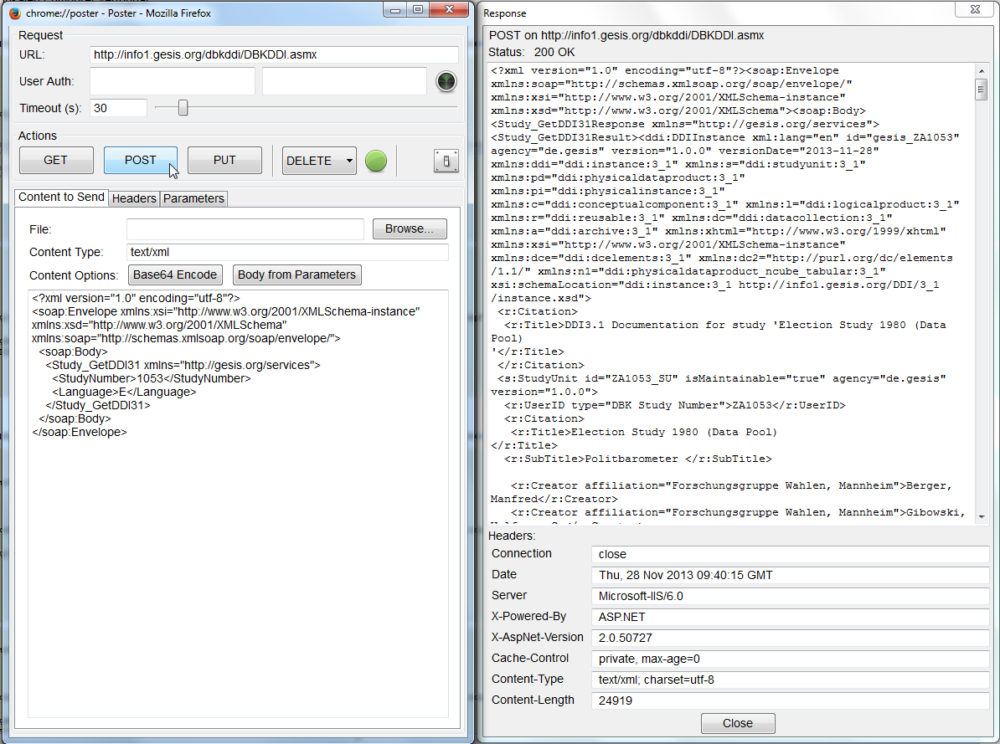 chrome://poster - Poster - Mozilla Firefox
Request
URL: http://info1.gesis.org/dbkddi/DBKDDI.asmx
User Auth:
Timeout (s): 30
Actions
GET POST PUT DELETE
Content to Send Headers Parameters
File: Browse...
Content Type: text/xml
Content Options: Base64 Encode Body from Parameters
<?xml version="1.0" encoding="utf-8"?>
<soap:Envelope xmlns:xsi="http://www.w3.org/2001/XMLSchema-instance"
xmlns:xsd="http://www.w3.org/2001/XMLSchema"
xmlns:soap="http://schemas.xmlsoap.org/soap/envelope/">
<soap:Body>
<Study_GetDDI31 xmlns="http://gesis.org/services">
<StudyNumber>1053</StudyNumber>
<Language>E</Language>
</Study_GetDDI31>
</soap:Body>
</soap:Envelope>
Response
POST on http://info1.gesis.org/dbkddi/DBKDDI.asmx
Status: 200 OK
<?xml version="1.0" encoding="utf-8"?><soap:Envelope
xmlns:soap="http://schemas.xmlsoap.org/soap/envelope/"
xmlns:xsi="http://www.w3.org/2001/XMLSchema-instance"
xmlns:xsd="http://www.w3.org/2001/XMLSchema"><soap:Body>
<Study_GetDDI31Response xmlns="http://gesis.org/services">
<Study_GetDDI31Result><ddi:DDIInstance xml:lang="en" id="gesis_ZA1053"
agency="de.gesis" version="1.0.0" versionDate="2013-11-28"
xmlns:ddi="ddi:instance:3_1" xmlns:s="ddi:studyunit:3_1"
xmlns:pd="ddi:physicaldataproduct:3_1"
xmlns:pi="ddi:physicalinstance:3_1"
xmlns:c="ddi:conceptualcomponent:3_1" xmlns:l="ddi:logicalproduct:3_1"
xmlns:r="ddi:reusable:3_1" xmlns:dc="ddi:datacollection:3_1"
xmlns:a="ddi:archive:3_1" xmlns:xhtml="http://www.w3.org/1999/xhtml"
xmlns:xsi="http://www.w3.org/2001/XMLSchema-instance"
xmlns:dce="ddi:dcelements:3_1" xmlns:dc2="http://purl.org/dc/elements
/1.1/" xmlns:n1="ddi:physicaldataproduct_ncube_tabular:3_1"
xsi:schemaLocation="ddi:instance:3_1 http://info1.gesis.org/DDI/3_1
/instance.xsd">
<r:Citation>
<r:Title>DDI3.1 Documentation for study 'Election Study 1980 (Data
Pool)
'</r:Title>
</r:Citation>
<s:StudyUnit id="ZA1053_SU" isMaintainable="true" agency="de.gesis"
version="1.0.0">
<r:UserID type="DBK Study Number">ZA1053</r:UserID>
<r:Citation>
<r:Title>Election Study 1980 (Data Pool)
</r:Title>
<r:SubTitle>Politbarometer </r:SubTitle>
<r:Creator affiliation="Forschungsgruppe Wahlen, Mannheim">Berger,
Manfred</r:Creator>
<r:Creator affiliation="Forschungsgruppe Wahlen, Mannheim">Gibowski,
Headers:
Connection close
Date Thu, 28 Nov 2013 09:40:15 GMT
Server Microsoft-IIS/6.0
X-Powered-By ASP.NET
X-AspNet-Version 2.0.50727
Cache-Control private, max-age=0
Content-Type text/xml; charset=utf-8
Content-Length 24919
Close